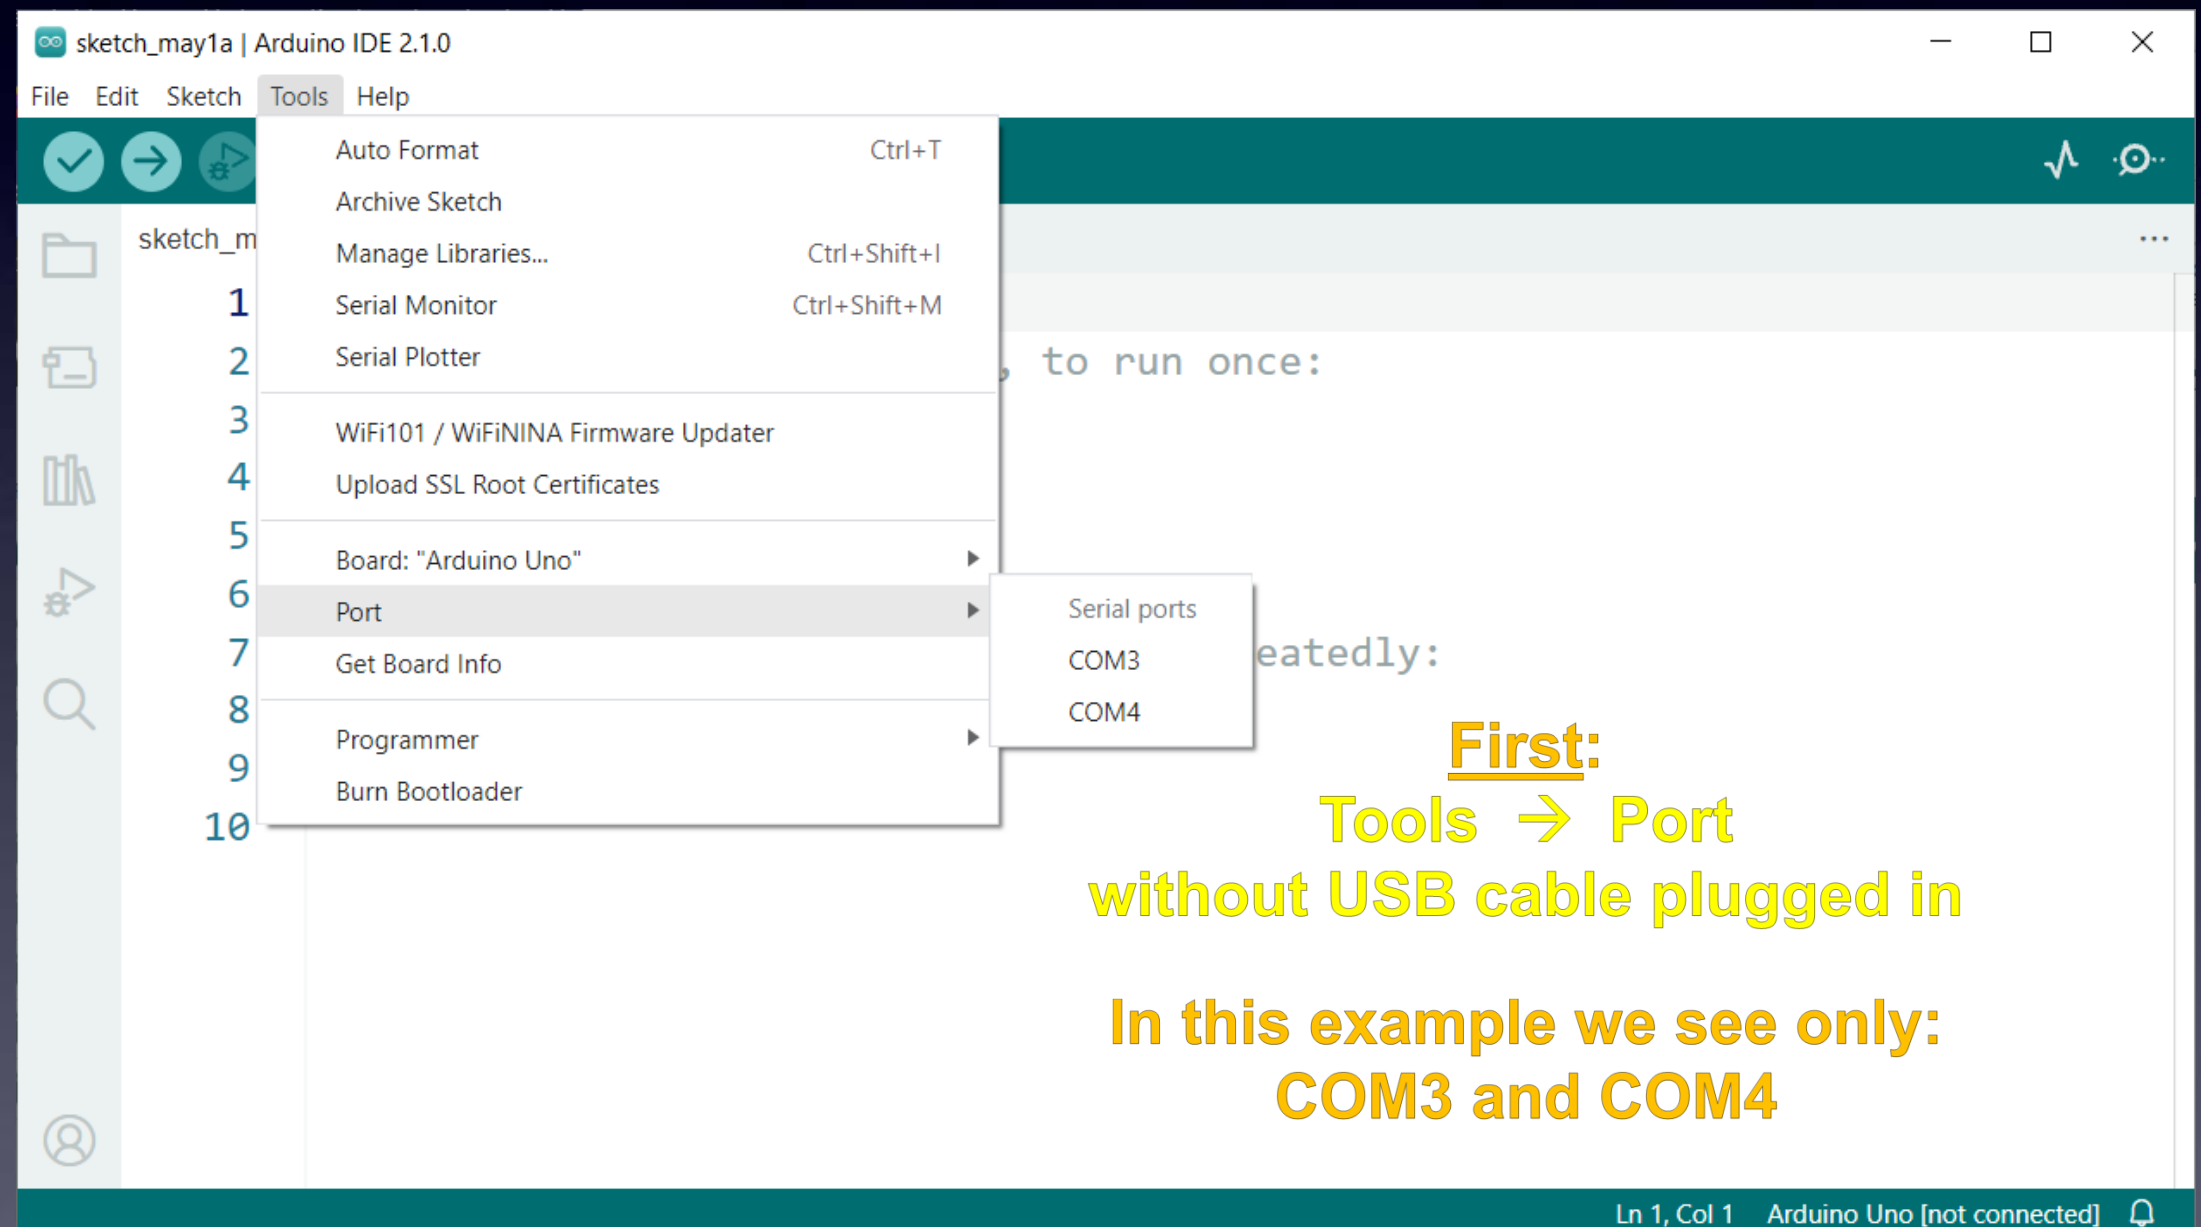 sketch_may1a | Arduino IDE 2.1.0
File Edit Sketch Tools Help
Auto Format Ctrl+T
Archive Sketch
Manage Libraries... Ctrl+Shift+I
Serial Monitor Ctrl+Shift+M
Serial Plotter
WiFi101 / WiFiNINA Firmware Updater
Upload SSL Root Certificates
Board: "Arduino Uno"
Port
Get Board Info
Programmer
Burn Bootloader
Serial ports
COM3
COM4
sketch_m
1
2 , to run once:
3
4
5
6
7 eatedly:
8
9
10
First:
Tools → Port
without USB cable plugged in
In this example we see only:
COM3 and COM4
Ln 1, Col 1 Arduino Uno [not connected]